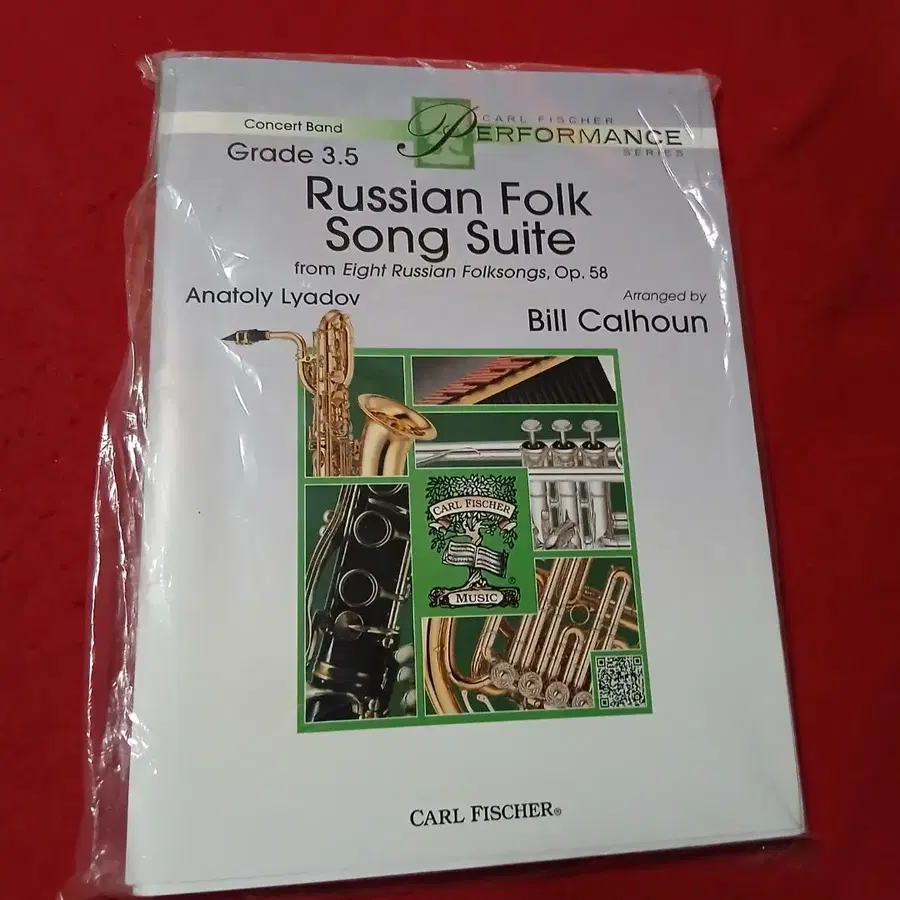 CARL FISCHER
PERFORMANCE
SERIES
Concert Band
Grade 3.5
Russian Folk
Song Suite
from Eight Russian Folksongs, Op. 58
Anatoly Lyadov
Arranged by
Bill Calhoun
CARL FISCHER
®
MUSIC
CARL FISCHER®